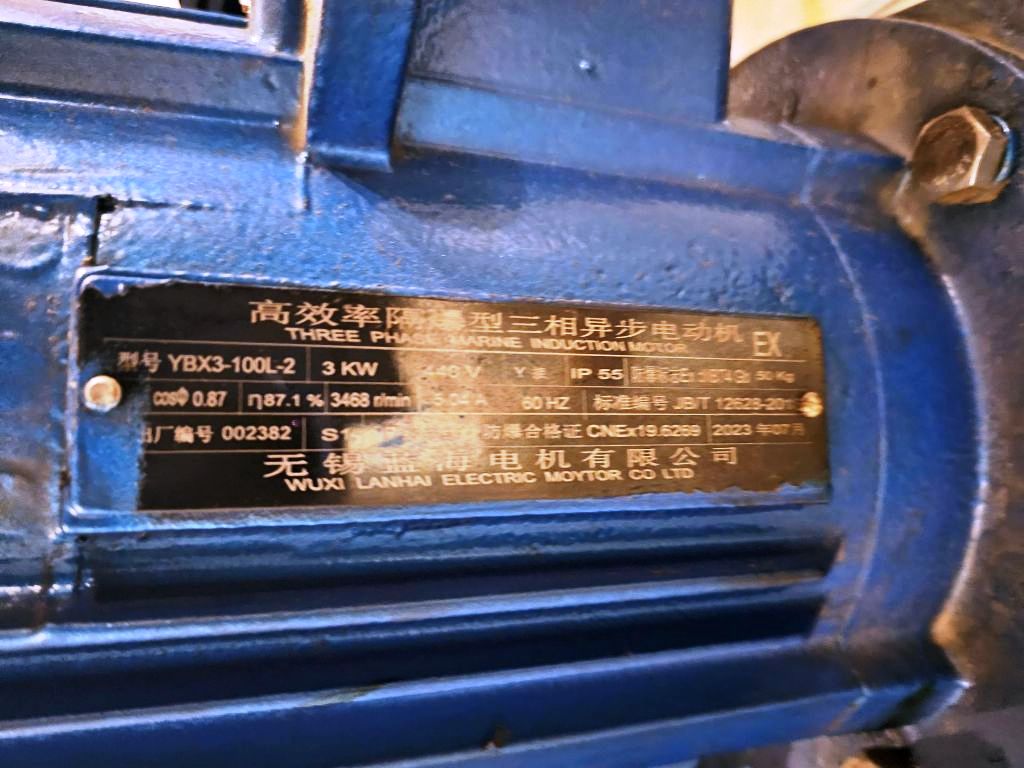 高效率隔爆型三相异步电动机
THREE PHASE MARINE INDUCTION MOTOR EX
型号 YBX3-100L-2 3 KW V Y IP 55 50 Kg
cosΦ 0.87 η87.1 % 3468 r/min 5.04 A 60 HZ 标准编号 JB/T
出厂编号 002382 防爆合格证 CNEx19.6269 2023 年07月
无锡蓝海电机有限公司
WUXI LANHAI ELECTRIC MOYTOR CO LTD